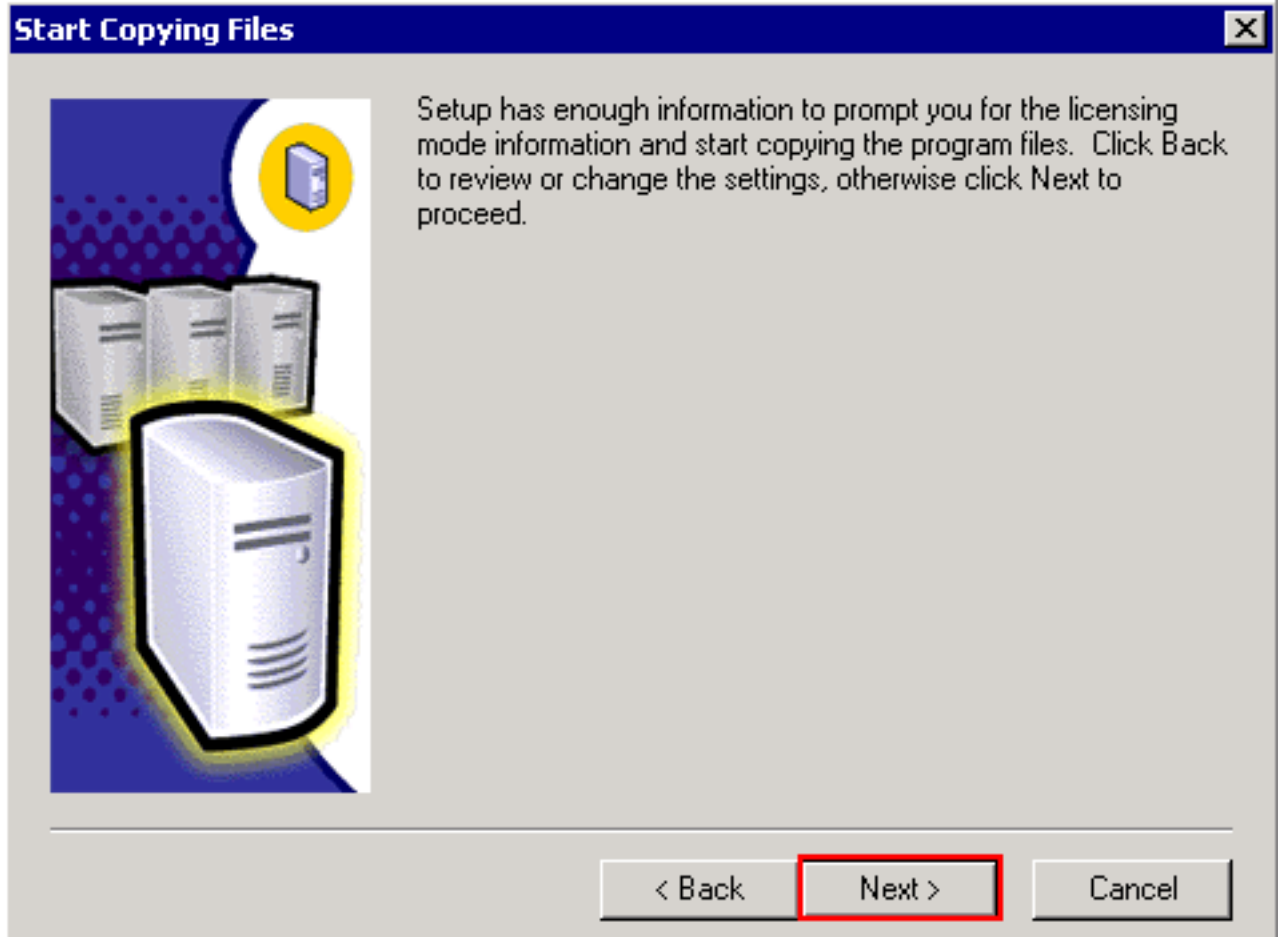 Start Copying Files
Setup has enough information to prompt you for the licensing
mode information and start copying the program files.  Click Back
to review or change the settings, otherwise click Next to
proceed.
< Back
Next >
Cancel